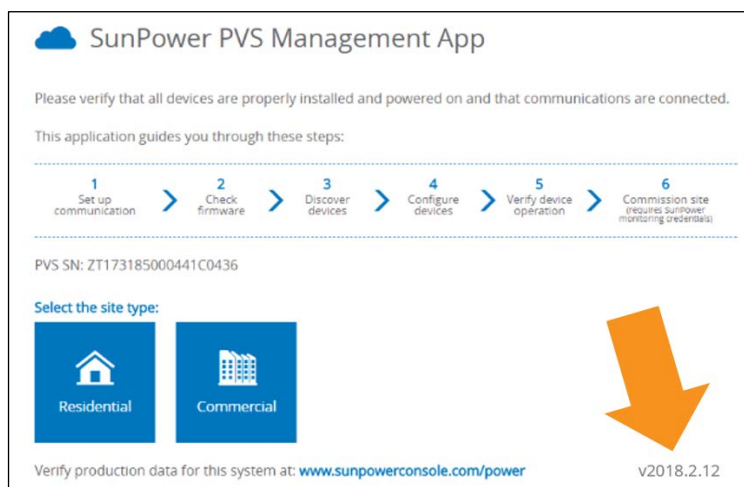 SunPower PVS Management App
Please verify that all devices are properly installed and powered on and that communications are connected.
This application guides you through these steps:
1
Set up
communication
2
Check
firmware
3
Discover
devices
4
Configure
devices
5
Verify device
operation
6
Commission site
(requires SunPower
monitoring credentials)
PVS SN: ZT173185000441C0436
Select the site type:
Residential
Commercial
Verify production data for this system at: www.sunpowerconsole.com/power
v2018.2.12